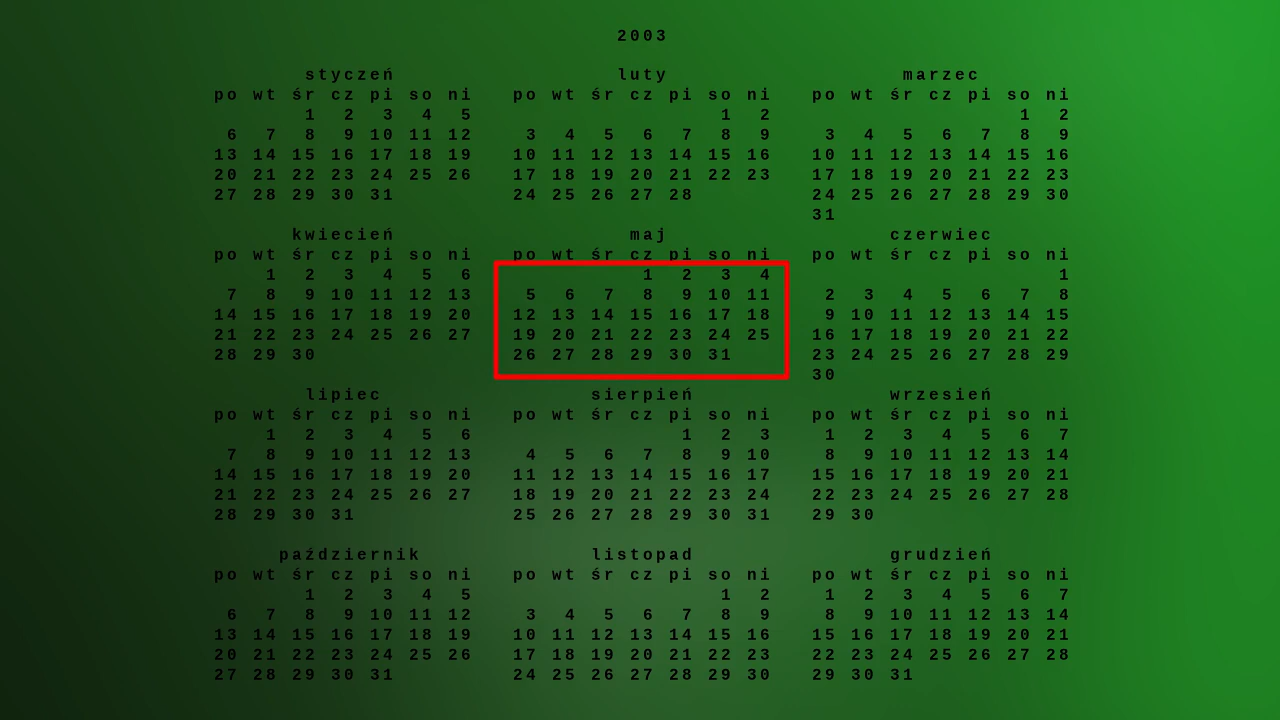 2003
styczeń luty marzec
po wt śr cz pi so ni po wt śr cz pi so ni po wt śr cz pi so ni
1 2 3 4 5 1 2 1 2
6 7 8 9 10 11 12 3 4 5 6 7 8 9 3 4 5 6 7 8 9
13 14 15 16 17 18 19 10 11 12 13 14 15 16 10 11 12 13 14 15 16
20 21 22 23 24 25 26 17 18 19 20 21 22 23 17 18 19 20 21 22 23
27 28 29 30 31 24 25 26 27 28 24 25 26 27 28 29 30
31
kwiecień maj czerwiec
po wt śr cz pi so ni po wt śr cz pi so ni po wt śr cz pi so ni
1 2 3 4 5 6 1 2 3 4 1
7 8 9 10 11 12 13 5 6 7 8 9 10 11 2 3 4 5 6 7 8
14 15 16 17 18 19 20 12 13 14 15 16 17 18 9 10 11 12 13 14 15
21 22 23 24 25 26 27 19 20 21 22 23 24 25 16 17 18 19 20 21 22
28 29 30 26 27 28 29 30 31 23 24 25 26 27 28 29
30
lipiec sierpień wrzesień
po wt śr cz pi so ni po wt śr cz pi so ni po wt śr cz pi so ni
1 2 3 4 5 6 1 2 3 1 2 3 4 5 6 7
7 8 9 10 11 12 13 4 5 6 7 8 9 10 8 9 10 11 12 13 14
14 15 16 17 18 19 20 11 12 13 14 15 16 17 15 16 17 18 19 20 21
21 22 23 24 25 26 27 18 19 20 21 22 23 24 22 23 24 25 26 27 28
28 29 30 31 25 26 27 28 29 30 31 29 30
październik listopad grudzień
po wt śr cz pi so ni po wt śr cz pi so ni po wt śr cz pi so ni
1 2 3 4 5 1 2 1 2 3 4 5 6 7
6 7 8 9 10 11 12 3 4 5 6 7 8 9 8 9 10 11 12 13 14
13 14 15 16 17 18 19 10 11 12 13 14 15 16 15 16 17 18 19 20 21
20 21 22 23 24 25 26 17 18 19 20 21 22 23 22 23 24 25 26 27 28
27 28 29 30 31 24 25 26 27 28 29 30 29 30 31